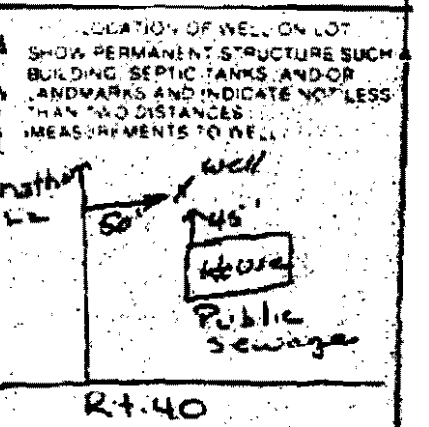 LOCATION OF WELL ON LOT
SHOW PERMANENT STRUCTURE SUCH A
BUILDING, SEPTIC TANKS, AND/OR
LANDMARKS AND INDICATE NOT LESS
THAN TWO DISTANCES
MEASUREMENTS TO WELL
well
50'
45'
House
Public
sewage
Rt. 40